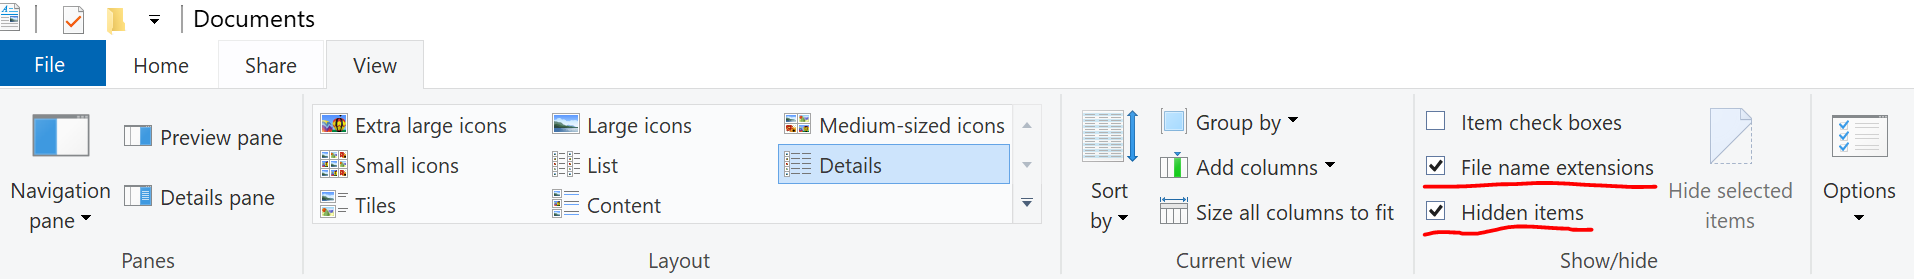 Documents
File
Home
Share
View
Navigation
pane
Preview pane
Details pane
Panes
Extra large icons
Large icons
Medium-sized icons
Small icons
List
Details
Tiles
Content
Layout
Sort
by
Group by
Add columns
Size all columns to fit
Current view
Item check boxes
File name extensions
Hidden items
Hide selected
items
Show/hide
Options